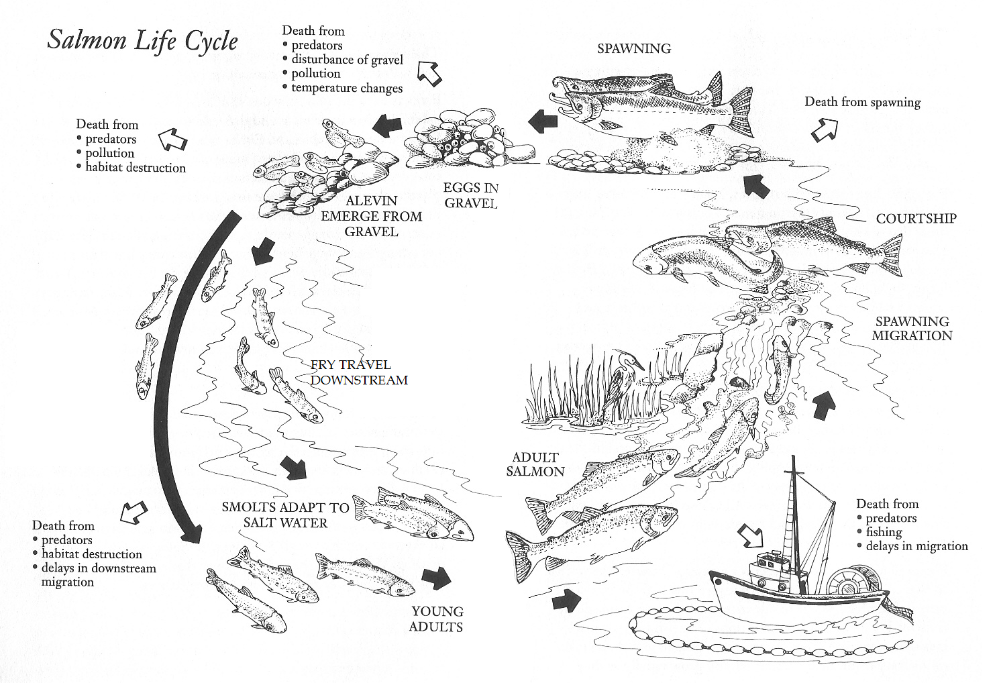 Salmon Life Cycle
Death from
• predators
• disturbance of gravel
• pollution
• temperature changes
SPAWNING
Death from spawning
Death from
• predators
• pollution
• habitat destruction
EGGS IN
GRAVEL
ALEVIN
EMERGE FROM
GRAVEL
COURTSHIP
SPAWNING
MIGRATION
FRY TRAVEL
DOWNSTREAM
ADULT
SALMON
SMOLTS ADAPT TO
SALT WATER
Death from
• predators
• fishing
• delays in migration
Death from
• predators
• habitat destruction
• delays in downstream
migration
YOUNG
ADULTS